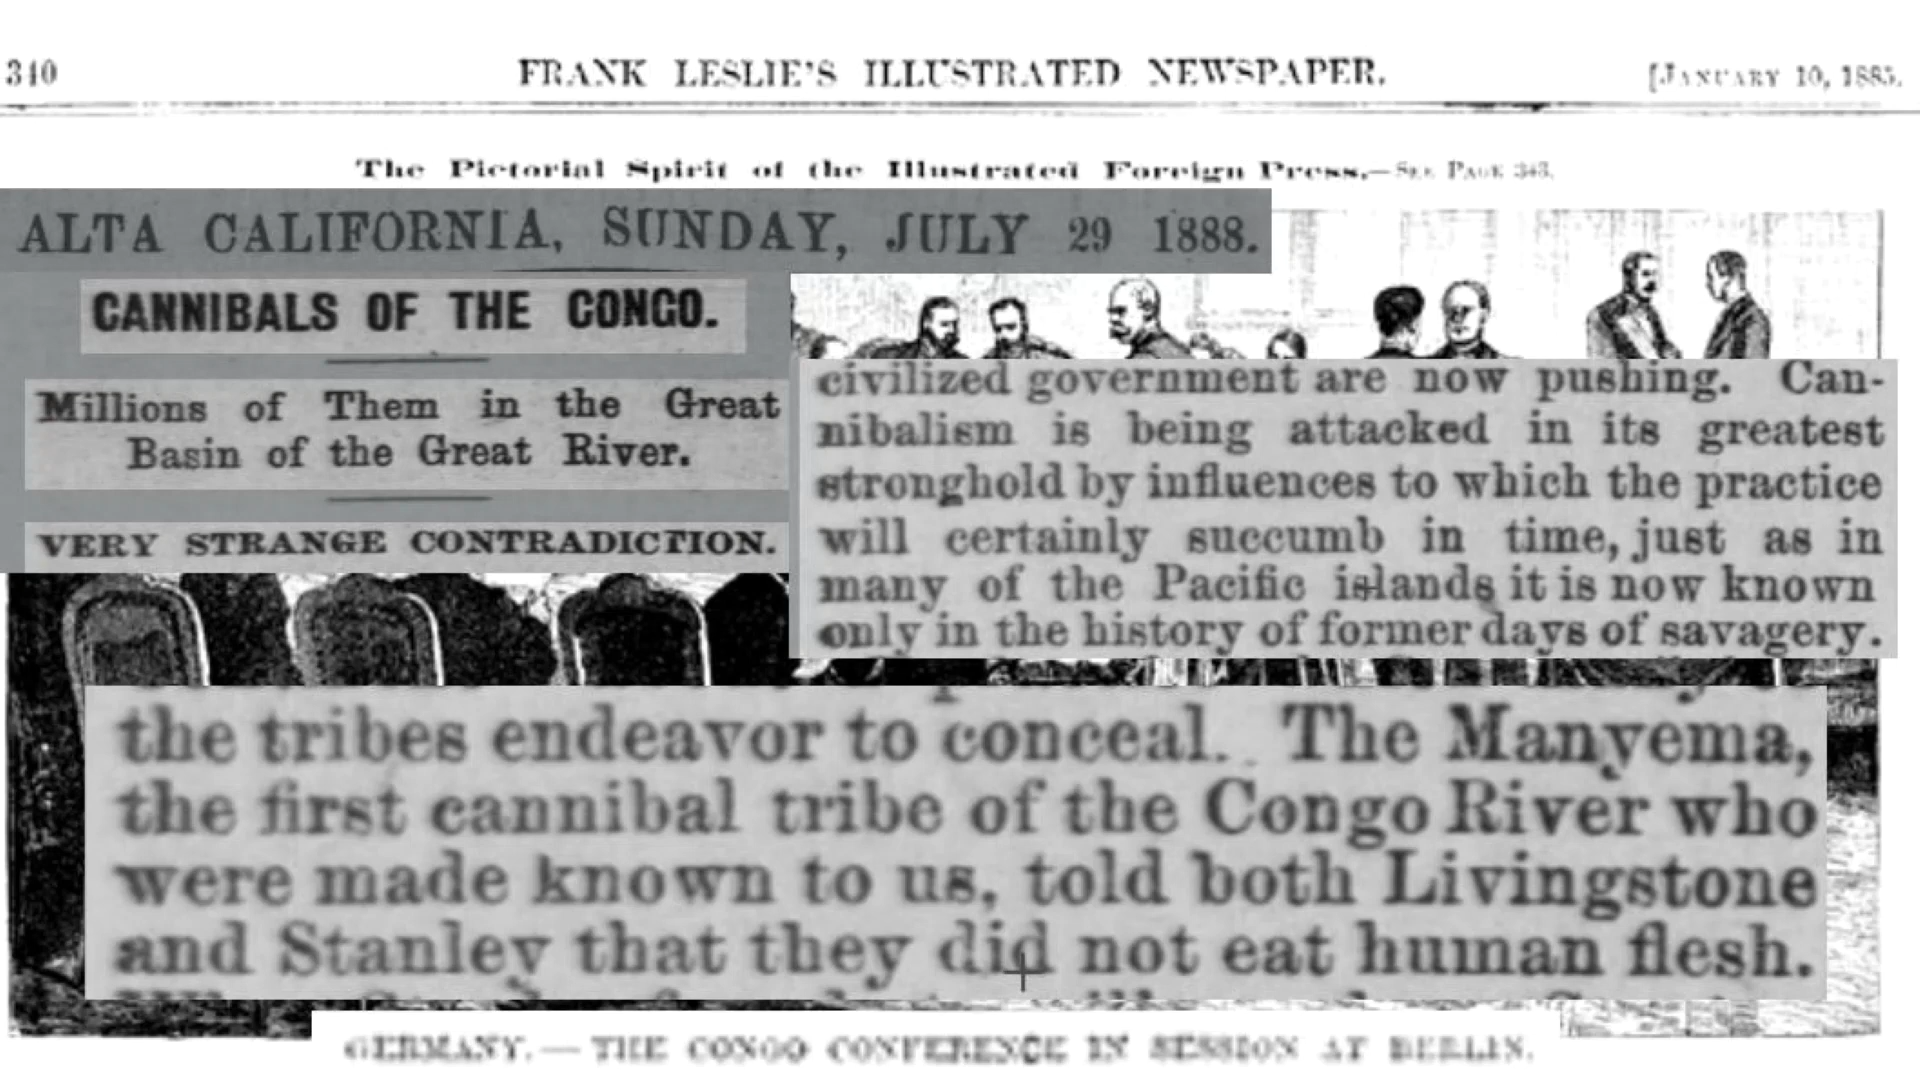 340
FRANK LESLIE'S ILLUSTRATED NEWSPAPER.
[JANUARY 10, 1885.
The Pictorial Spirit of the Illustrated Foreign Press.—SEE PAGE 343.
ALTA CALIFORNIA, SUNDAY, JULY 29 1888.
CANNIBALS OF THE CONGO.
Millions of Them in the Great
Basin of the Great River.
VERY STRANGE CONTRADICTION.
civilized government are now pushing. Can-
nibalism is being attacked in its greatest
stronghold by influences to which the practice
will certainly succumb in time, just as in
many of the Pacific islands it is now known
only in the history of former days of savagery.
the tribes endeavor to conceal. The Manyema,
the first cannibal tribe of the Congo River who
were made known to us, told both Livingstone
and Stanley that they did not eat human flesh.
GERMANY.—THE CONGO CONFERENCE IN SESSION AT BERLIN.